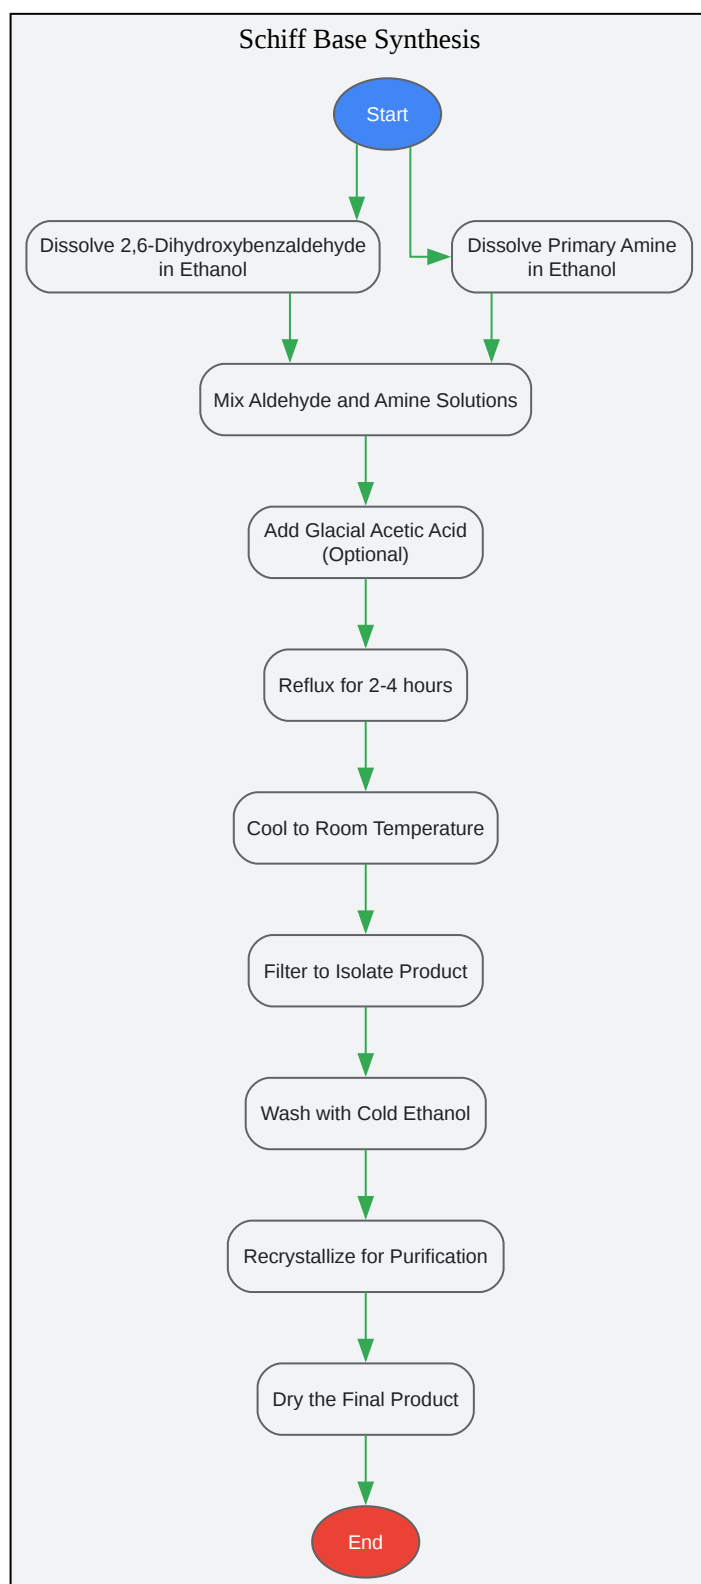 Schiff Base Synthesis
Start
Dissolve 2,6-Dihydroxybenzaldehyde
in Ethanol
Dissolve Primary Amine
in Ethanol
Mix Aldehyde and Amine Solutions
Add Glacial Acetic Acid
(Optional)
Reflux for 2-4 hours
Cool to Room Temperature
Filter to Isolate Product
Wash with Cold Ethanol
Recrystallize for Purification
Dry the Final Product
End